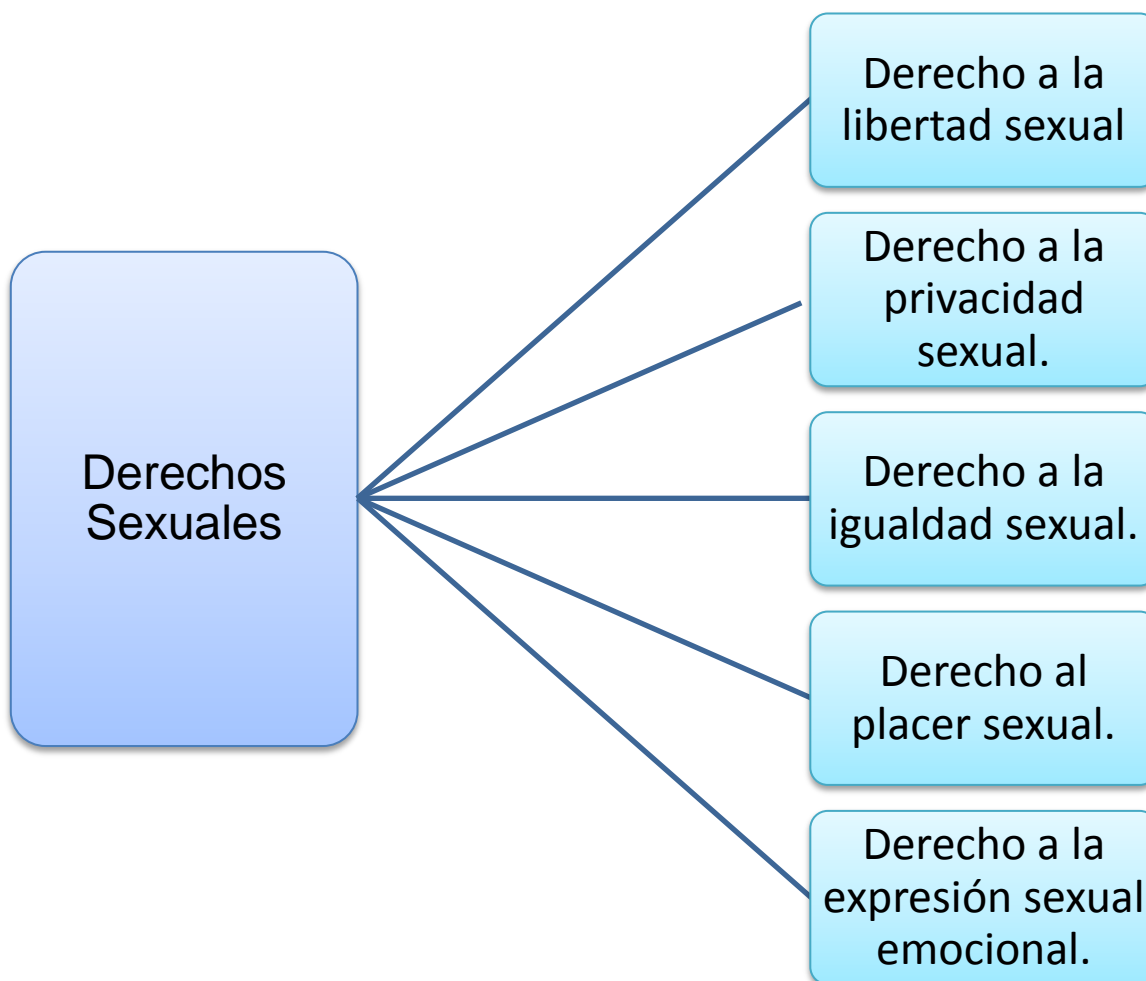 Derechos
Sexuales
Derecho a la
libertad sexual
Derecho a la
privacidad
sexual.
Derecho a la
igualdad sexual.
Derecho al
placer sexual.
Derecho a la
expresión sexual
emocional.